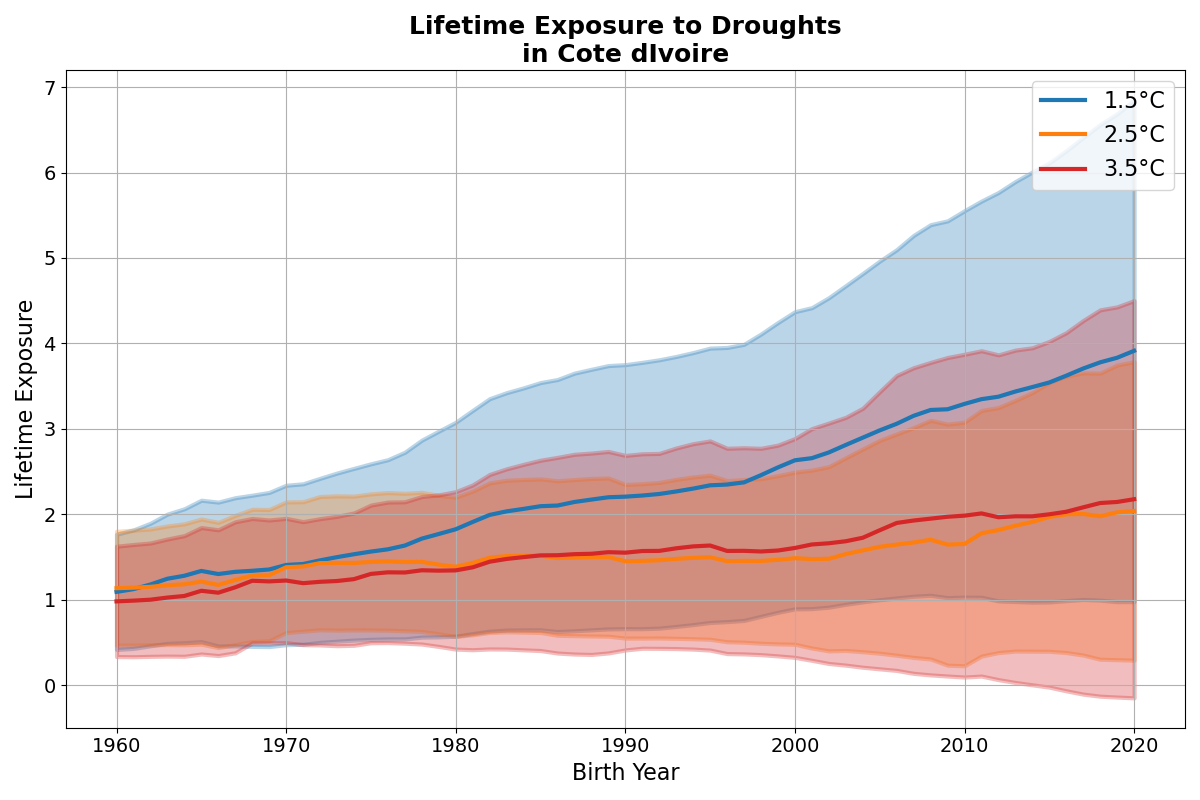 Lifetime Exposure to Droughts
in Cote dIvoire
7
6
5
4
3
2
1
0
Lifetime Exposure
1.5°C
2.5°C
3.5°C
1960
1970
1980
1990
2000
2010
2020
Birth Year